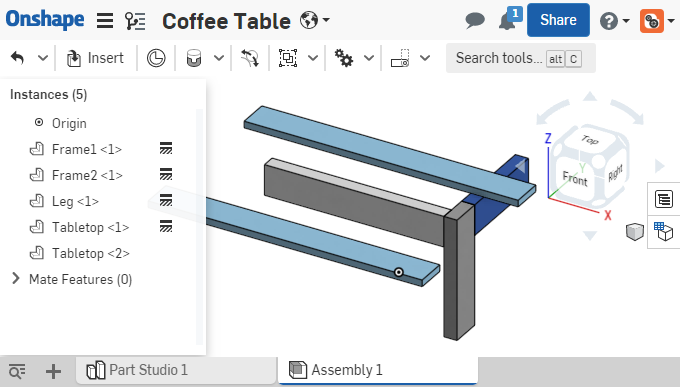 Onshape Coffee Table 1 Share
Insert Search tools... alt C
Instances (5)
Origin
Frame1 <1>
Frame2 <1>
Leg <1>
Tabletop <1>
Tabletop <2>
Mate Features (0)
Top
Front Right
Z
Y
X
Part Studio 1 Assembly 1